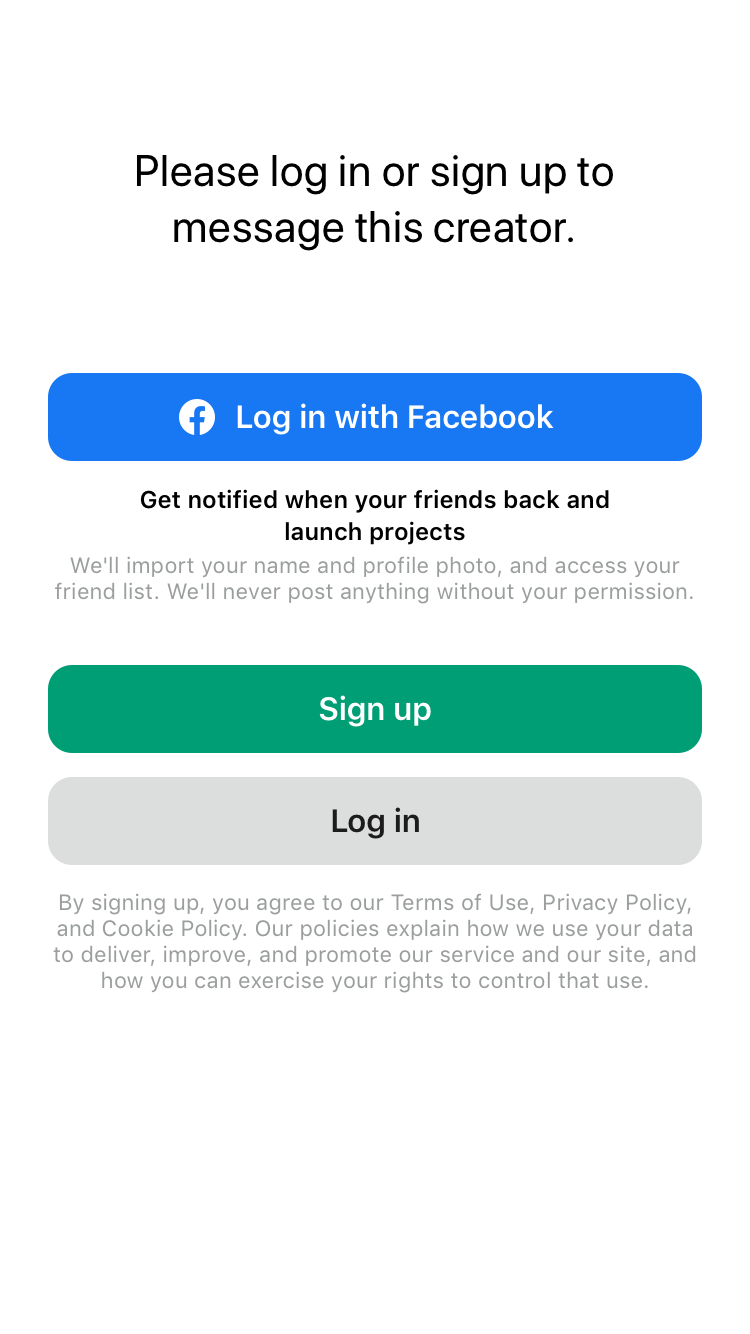 Please log in or sign up to
message this creator.
Log in with Facebook
Get notified when your friends back and
launch projects
We'll import your name and profile photo, and access your
friend list. We'll never post anything without your permission.
Sign up
Log in
By signing up, you agree to our Terms of Use, Privacy Policy,
and Cookie Policy. Our policies explain how we use your data
to deliver, improve, and promote our service and our site, and
how you can exercise your rights to control that use.